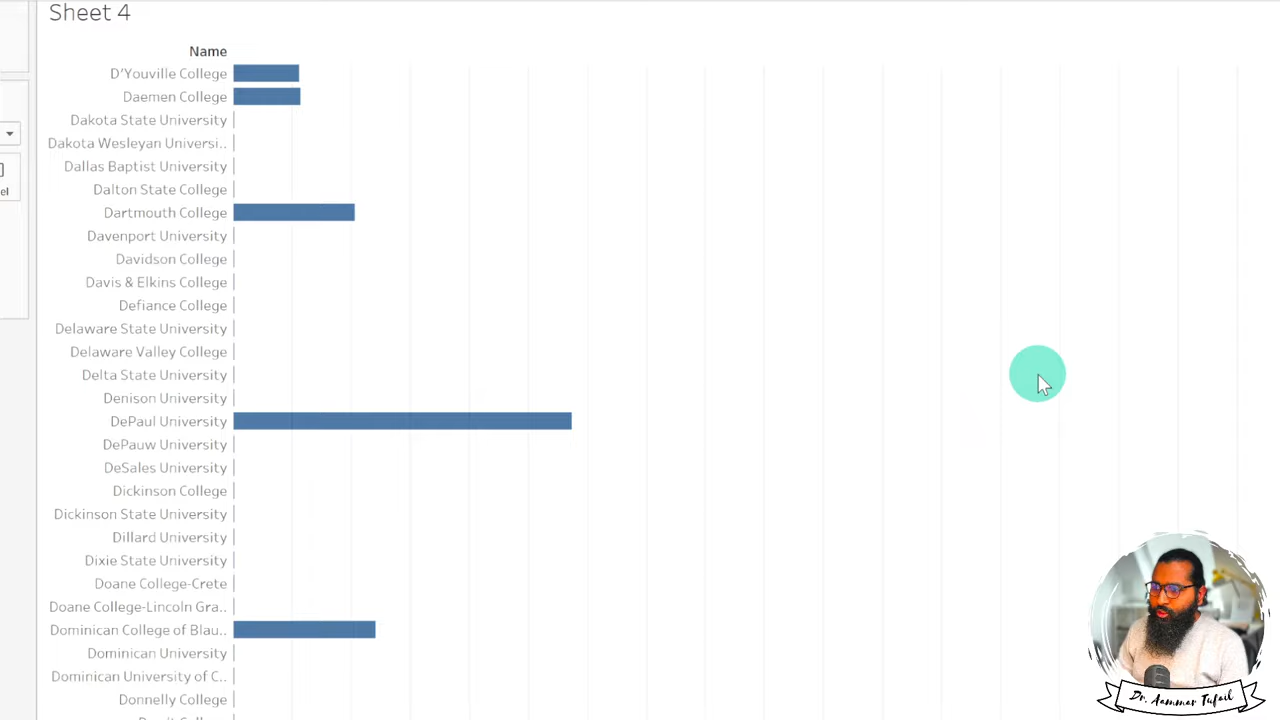 Sheet 4
Name
D'Youville College
Daemen College
Dakota State University
Dakota Wesleyan Universi..
Dallas Baptist University
Dalton State College
Dartmouth College
Davenport University
Davidson College
Davis & Elkins College
Defiance College
Delaware State University
Delaware Valley College
Delta State University
Denison University
DePaul University
DePauw University
DeSales University
Dickinson College
Dickinson State University
Dillard University
Dixie State University
Doane College-Crete
Doane College-Lincoln Gra..
Dominican College of Blau..
Dominican University
Dominican University of C..
Donnelly College
el
Dr. Aammar Tufail